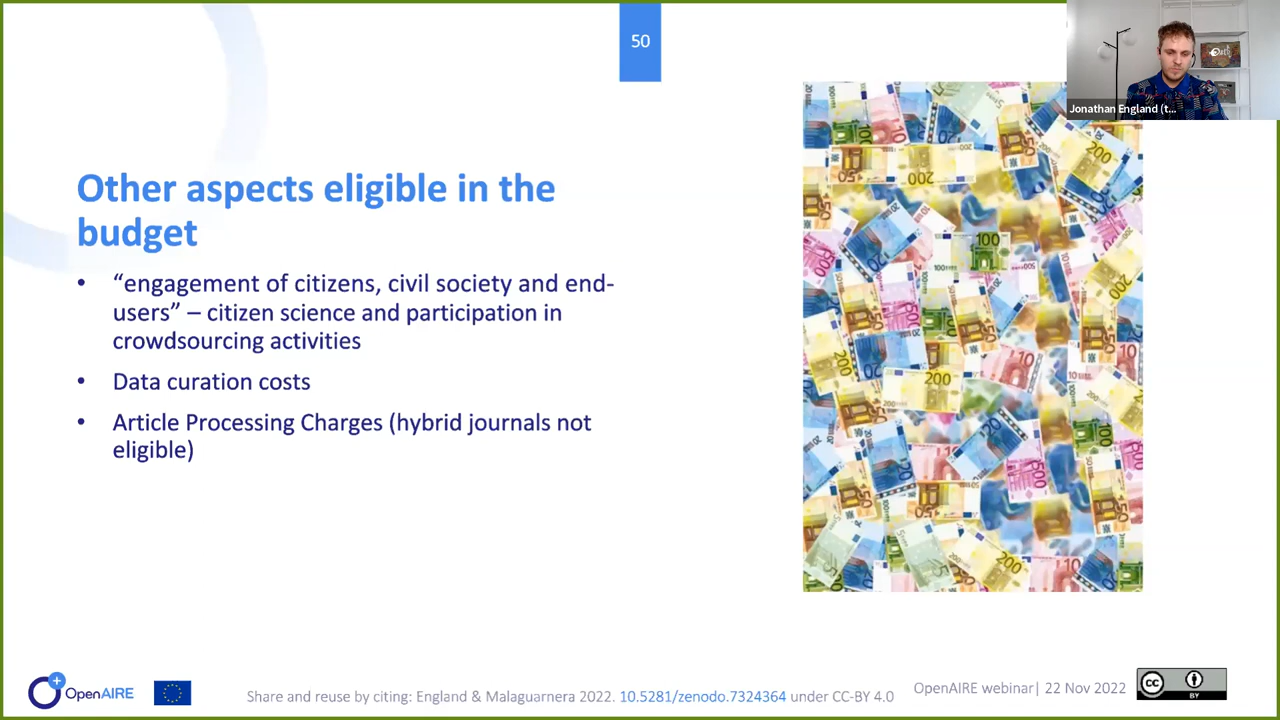 50
Jonathan England (t...
Other aspects eligible in the
budget
• “engagement of citizens, civil society and end-
users” – citizen science and participation in
crowdsourcing activities
• Data curation costs
• Article Processing Charges (hybrid journals not
eligible)
OpenAIRE
Share and reuse by citing: England & Malaguarnera 2022. 10.5281/zenodo.7324364 under CC-BY 4.0
OpenAIRE webinar| 22 Nov 2022
CC
BY